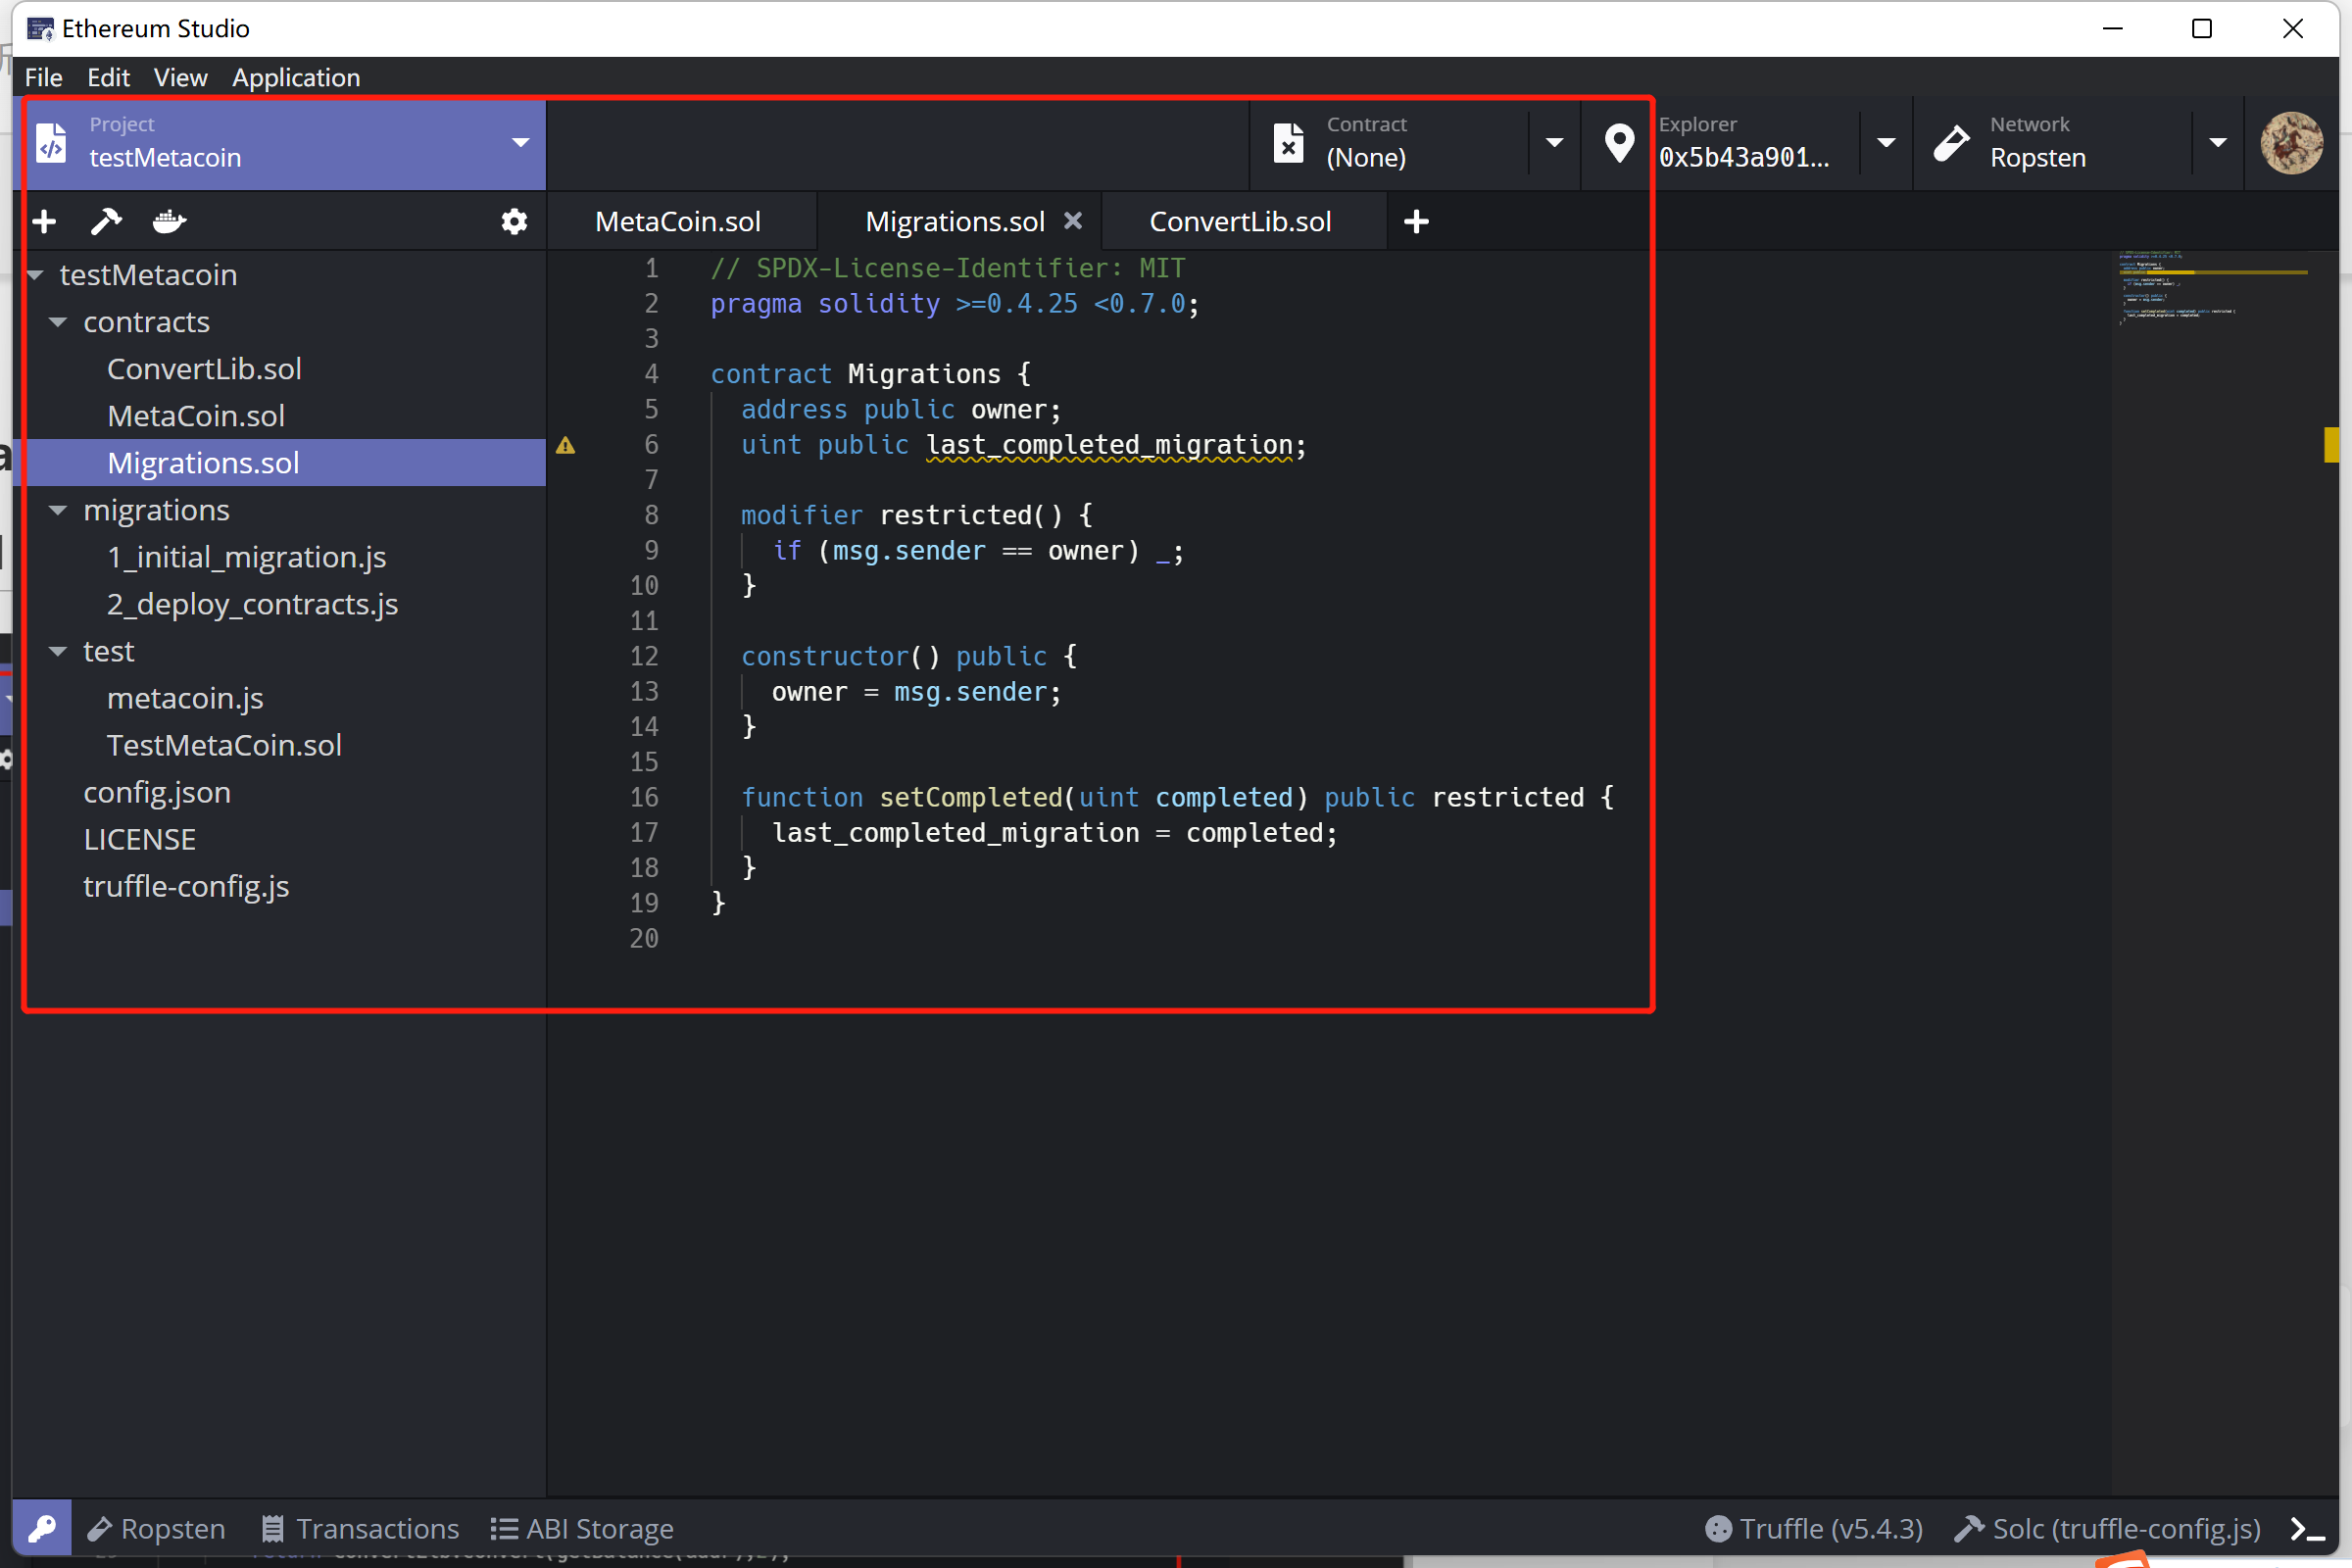 Ethereum Studio
File Edit View Application
Project
testMetacoin
Contract
(None)
Explorer
0x5b43a901...
Network
Ropsten
MetaCoin.sol
Migrations.sol
ConvertLib.sol
testMetacoin
contracts
ConvertLib.sol
MetaCoin.sol
Migrations.sol
migrations
1_initial_migration.js
2_deploy_contracts.js
test
metacoin.js
TestMetaCoin.sol
config.json
LICENSE
truffle-config.js
1 // SPDX-License-Identifier: MIT
2 pragma solidity >=0.4.25 <0.7.0;
3
4 contract Migrations {
5 address public owner;
6 uint public last_completed_migration;
7
8 modifier restricted() {
9 if (msg.sender == owner) _;
10 }
11
12 constructor() public {
13 owner = msg.sender;
14 }
15
16 function setCompleted(uint completed) public restricted {
17 last_completed_migration = completed;
18 }
19 }
20
Ropsten Transactions ABI Storage Truffle (v5.4.3) Solc (truffle-config.js)